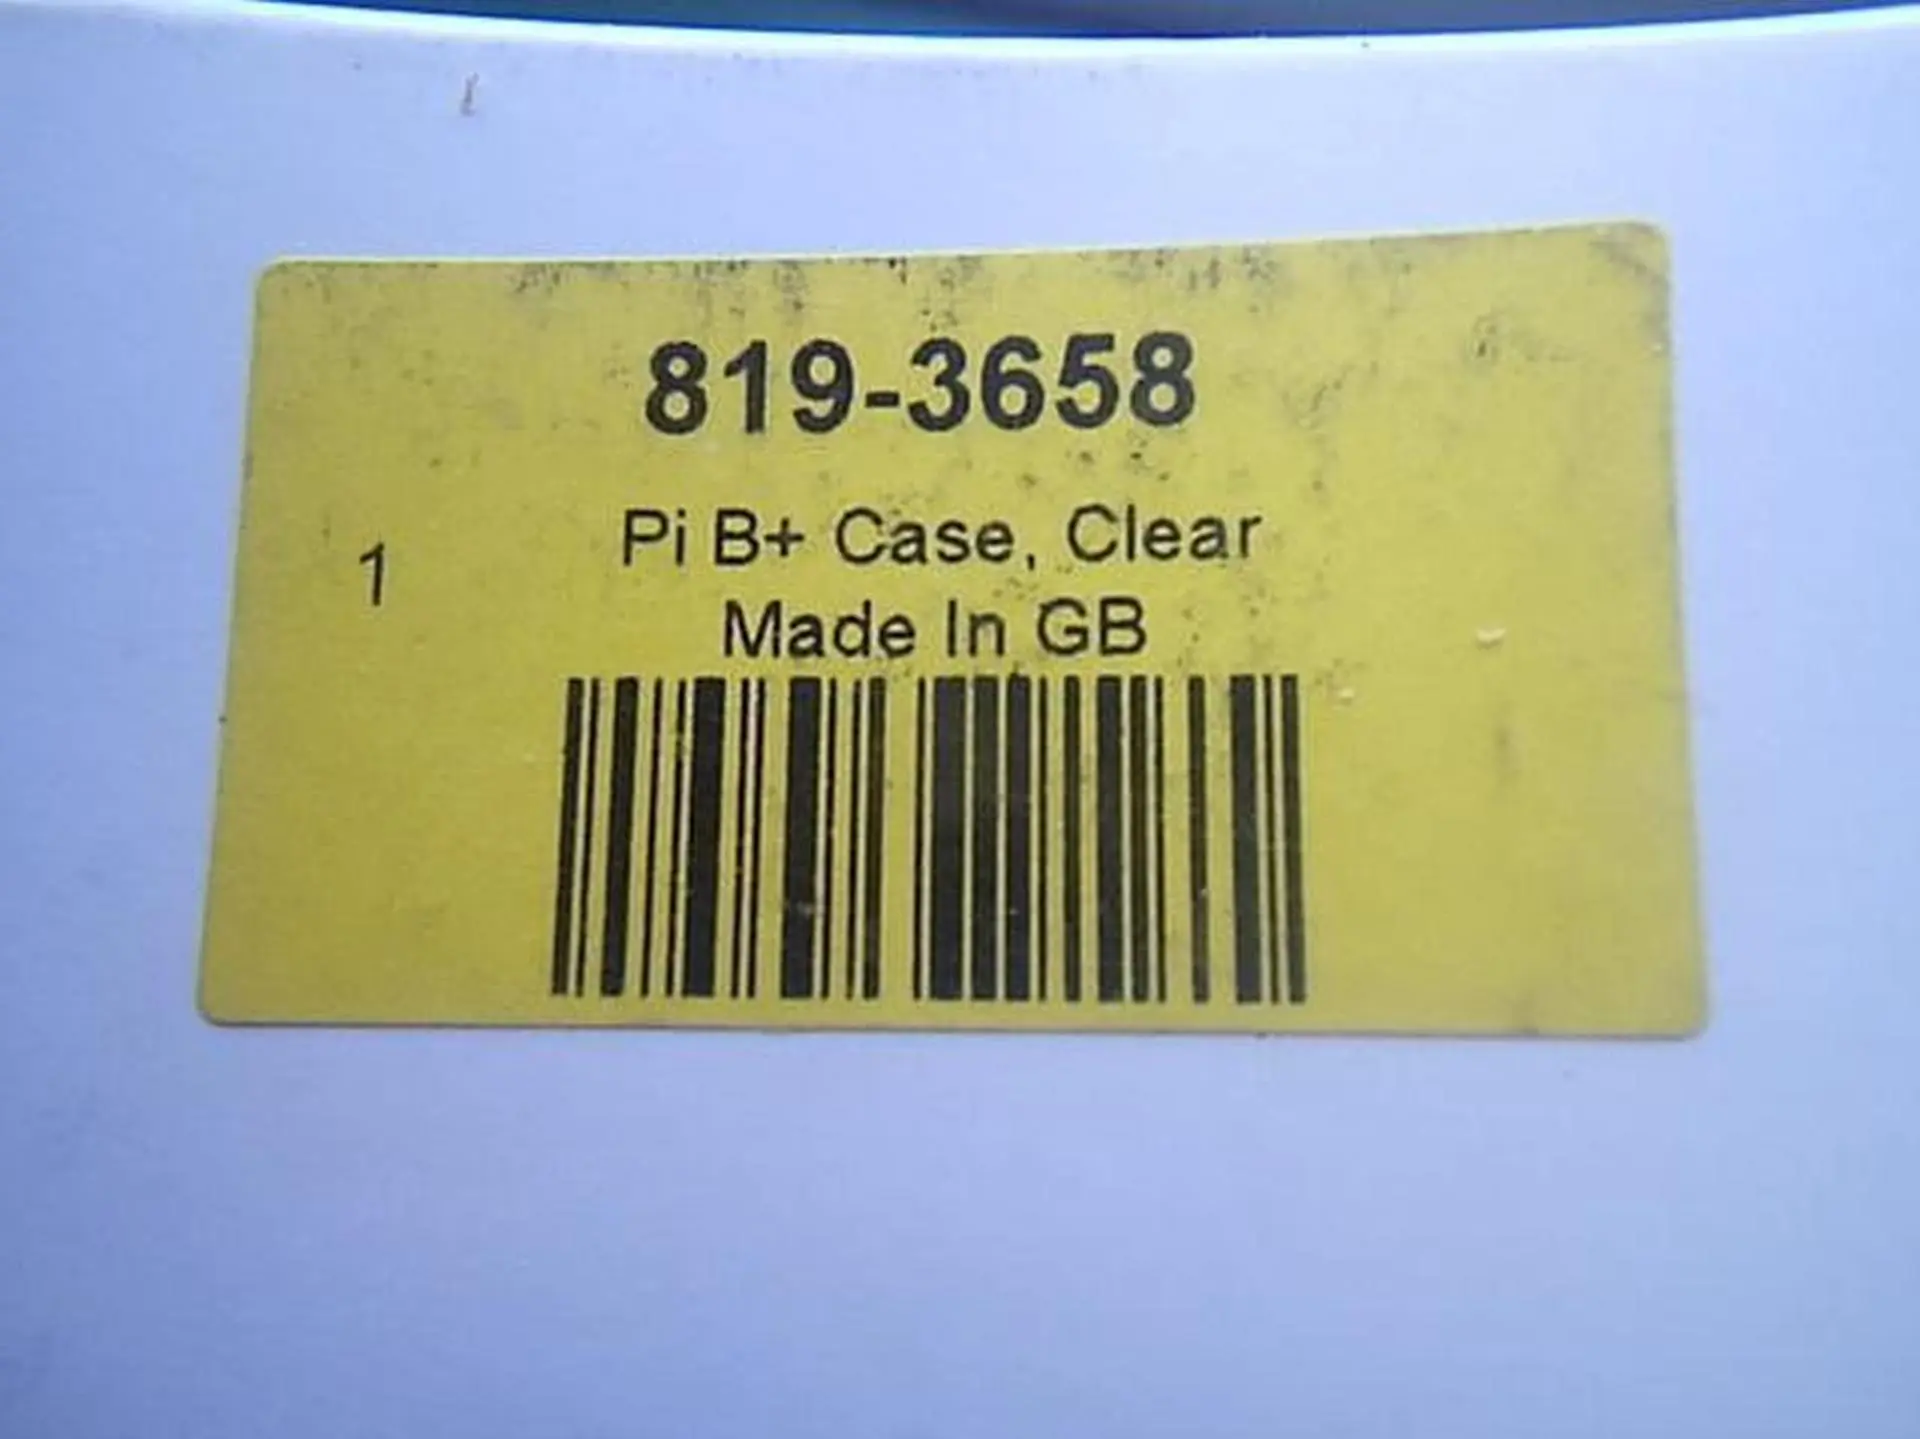 819-3658
Pi B+ Case, Clear
1
Made In GB